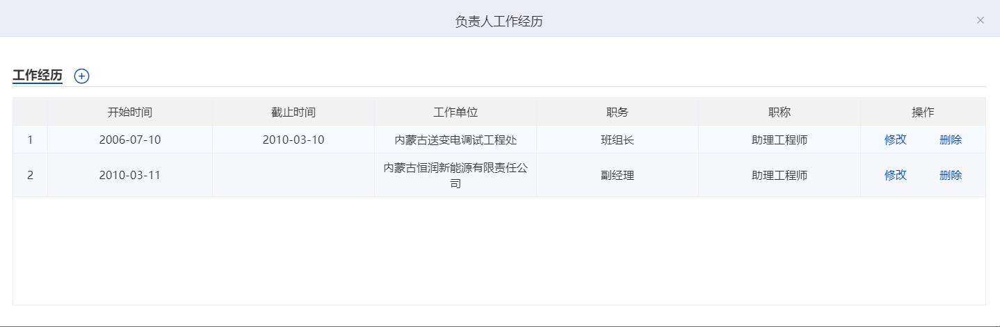 负责人工作经历
×
工作经历
开始时间 截止时间 工作单位 职务 职称 操作
1 2006-07-10 2010-03-10 内蒙古送变电调试工程处 班组长 助理工程师 修改 删除
2 2010-03-11 内蒙古恒润新能源有限责任公 副经理 助理工程师 修改 删除
司